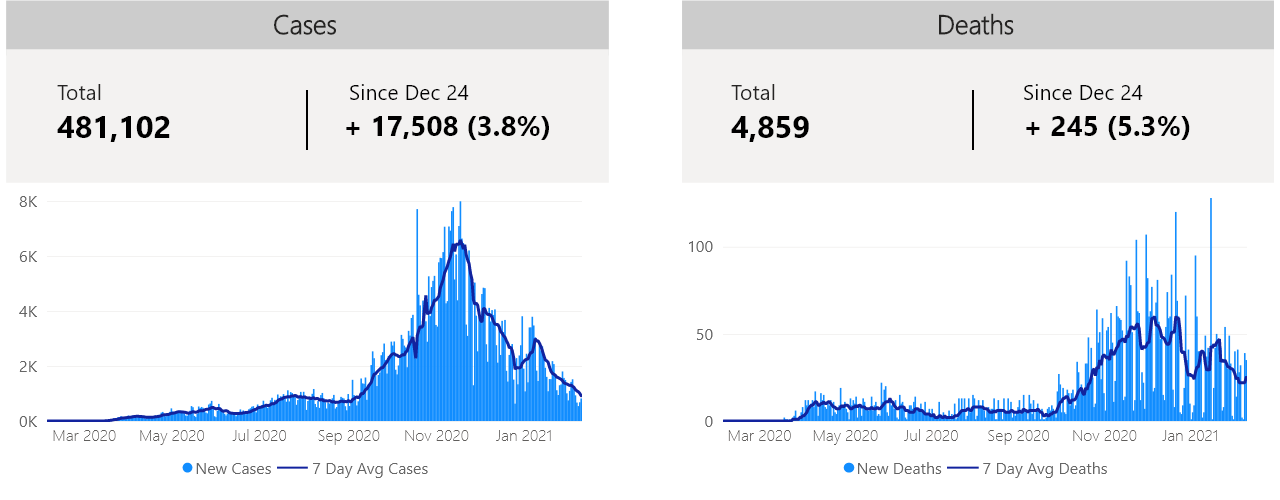 Cases
Total
481,102
Since Dec 24
+ 17,508 (3.8%)
8K
6K
4K
2K
0K
Mar 2020 May 2020 Jul 2020 Sep 2020 Nov 2020 Jan 2021
New Cases 7 Day Avg Cases
Deaths
Total
4,859
Since Dec 24
+ 245 (5.3%)
100
50
0
Mar 2020 May 2020 Jul 2020 Sep 2020 Nov 2020 Jan 2021
New Deaths 7 Day Avg Deaths